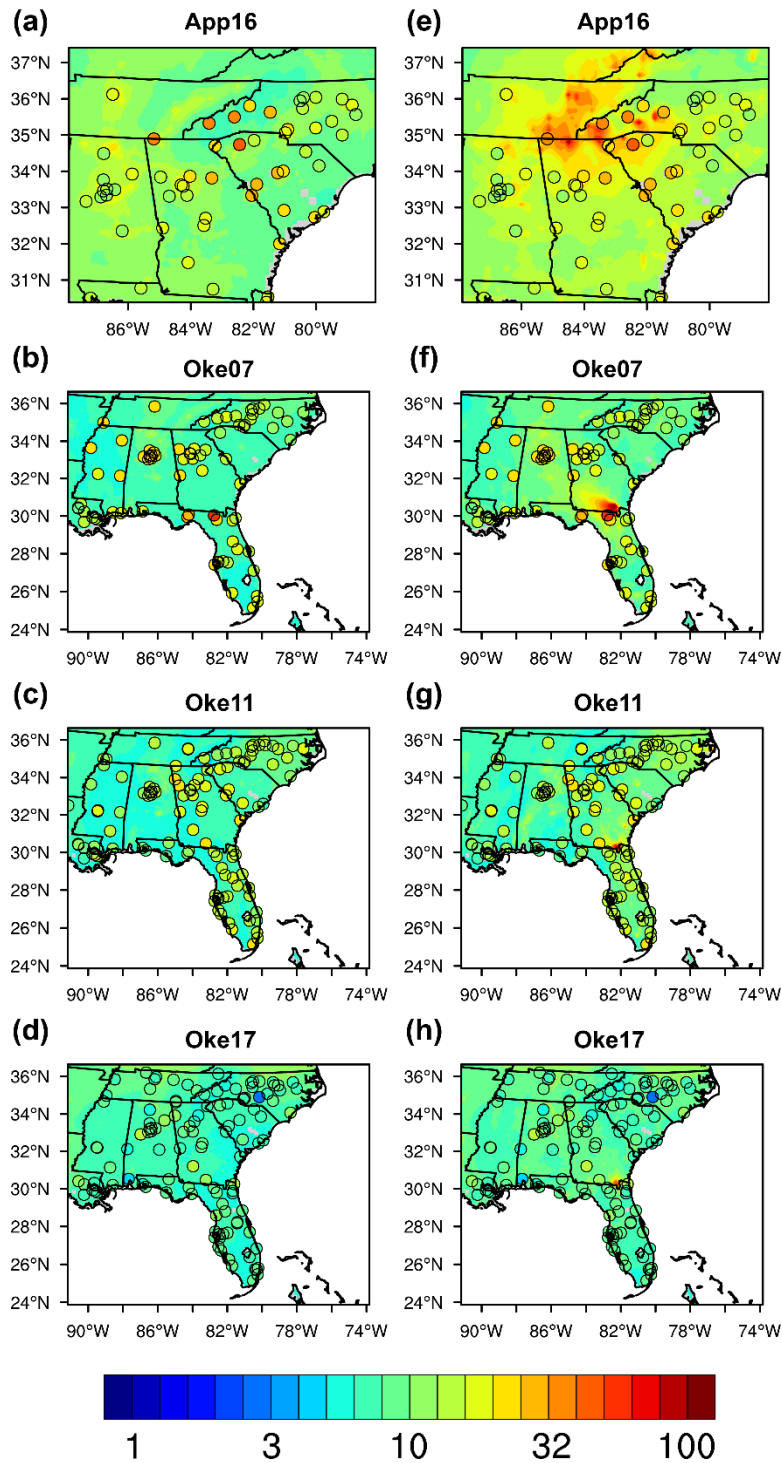 (a) App16 (e) App16
37°N 37°N
36°N 36°N
35°N 35°N
34°N 34°N
33°N 33°N
32°N 32°N
31°N 31°N
86°W 84°W 82°W 80°W 86°W 84°W 82°W 80°W
(b) Oke07 (f) Oke07
36°N 36°N
34°N 34°N
32°N 32°N
30°N 30°N
28°N 28°N
26°N 26°N
24°N 24°N
90°W 86°W 82°W 78°W 74°W 90°W 86°W 82°W 78°W 74°W
(c) Oke11 (g) Oke11
36°N 36°N
34°N 34°N
32°N 32°N
30°N 30°N
28°N 28°N
26°N 26°N
24°N 24°N
90°W 86°W 82°W 78°W 74°W 90°W 86°W 82°W 78°W 74°W
(d) Oke17 (h) Oke17
36°N 36°N
34°N 34°N
32°N 32°N
30°N 30°N
28°N 28°N
26°N 26°N
24°N 24°N
90°W 86°W 82°W 78°W 74°W 90°W 86°W 82°W 78°W 74°W
1 3 10 32 100